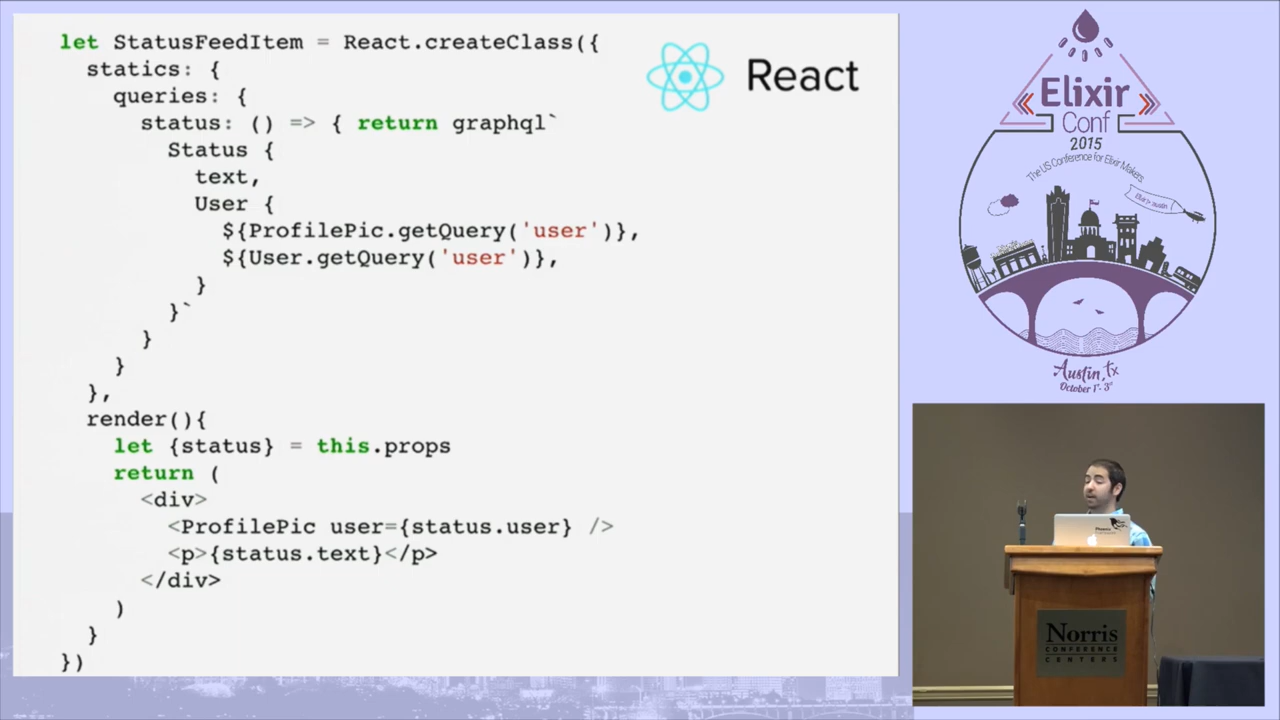 let StatusFeedItem = React.createClass({
  statics: {
    queries: {
      status: () => { return graphql`
        Status {
          text,
          User {
            ${ProfilePic.getQuery('user')},
            ${User.getQuery('user')},
          }
        }`
      }
    }
  },
  render(){
    let {status} = this.props
    return (
      <div>
        <ProfilePic user={status.user} />
        <p>{status.text}</p>
      </div>
    )
  }
})
React
Elixir
Conf
2015
The US Conference for Elixir Makers
Austin, TX
October 1st - 3rd
Phoenix
Norris
CONFERENCE
CENTERS